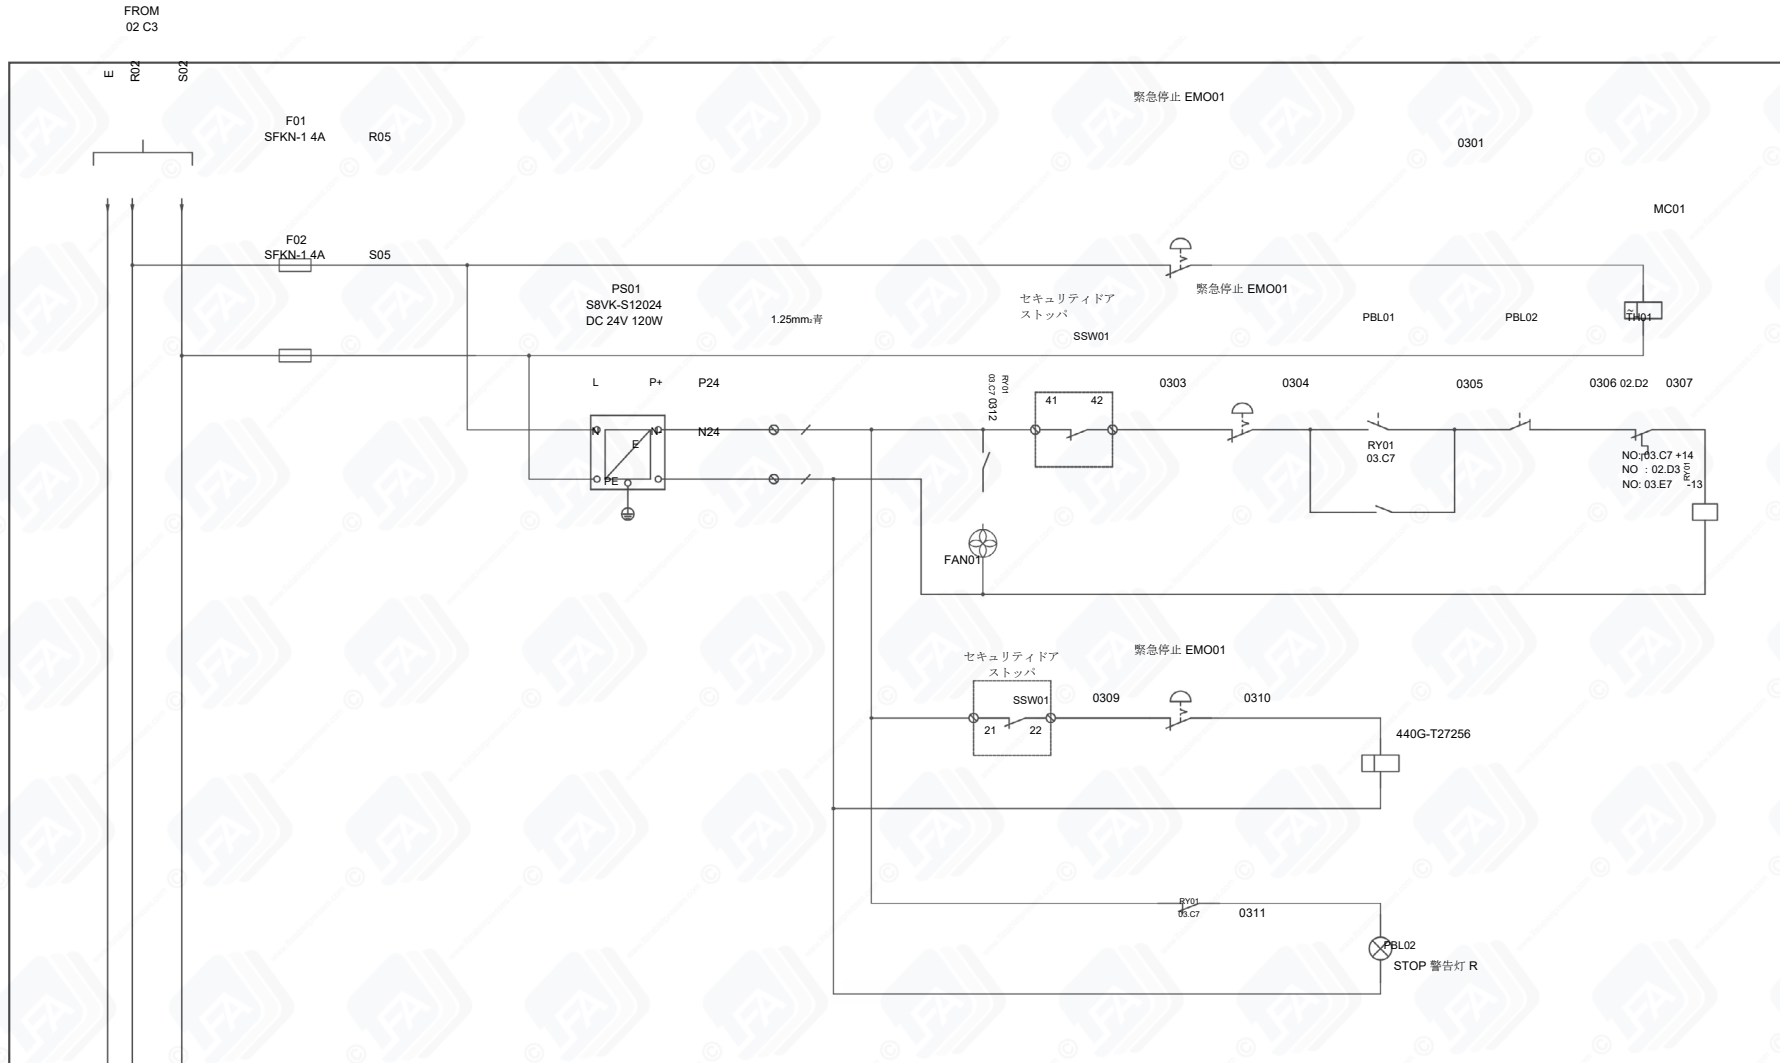 FROM
02 C3
E
R02
S02
緊急停止 EMO01
F01
SFKN-1 4A
R05
0301
MC01
F02
SFKN-1 4A
S05
PS01
S8VK-S12024
DC 24V 120W
1.25mm²青
セキュリティドア
ストッパ
SSW01
緊急停止 EMO01
PBL01
PBL02
~
TH01
L
P+
P24
RY01
03.C7
0312
41
42
0303
0304
0305
0306
02.D2
0307
N
N-
N24
E
PE
RY01
03.C7
NO: 03.C7 +14
NO : 02.D3
NO: 03.E7 -13
RY01
FAN01
セキュリティドア
ストッパ
緊急停止 EMO01
SSW01
0309
0310
21
22
440G-T27256
RY01
03.C7
0311
PBL02
STOP 警告灯 R